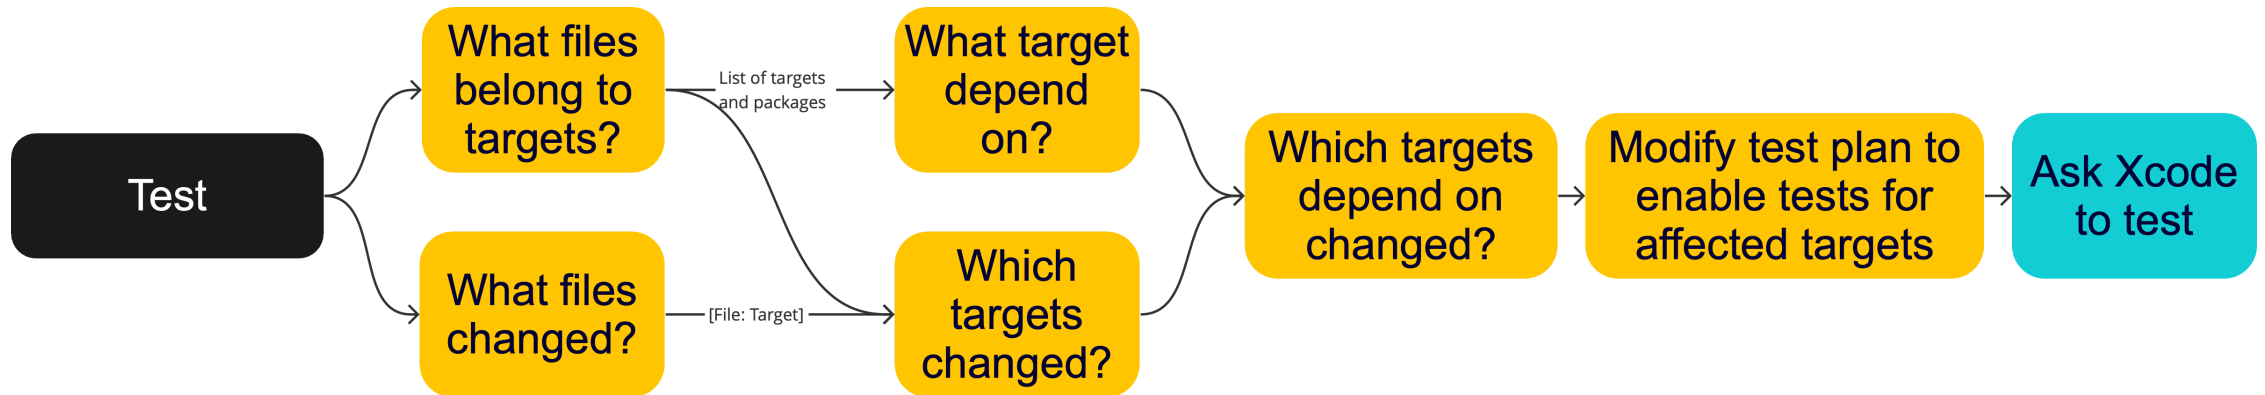 Test
What files
belong to
targets?
What files
changed?
List of targets
and packages
[File: Target]
What target
depend
on?
Which
targets
changed?
Which targets
depend on
changed?
Modify test plan to
enable tests for
affected targets
Ask Xcode
to test